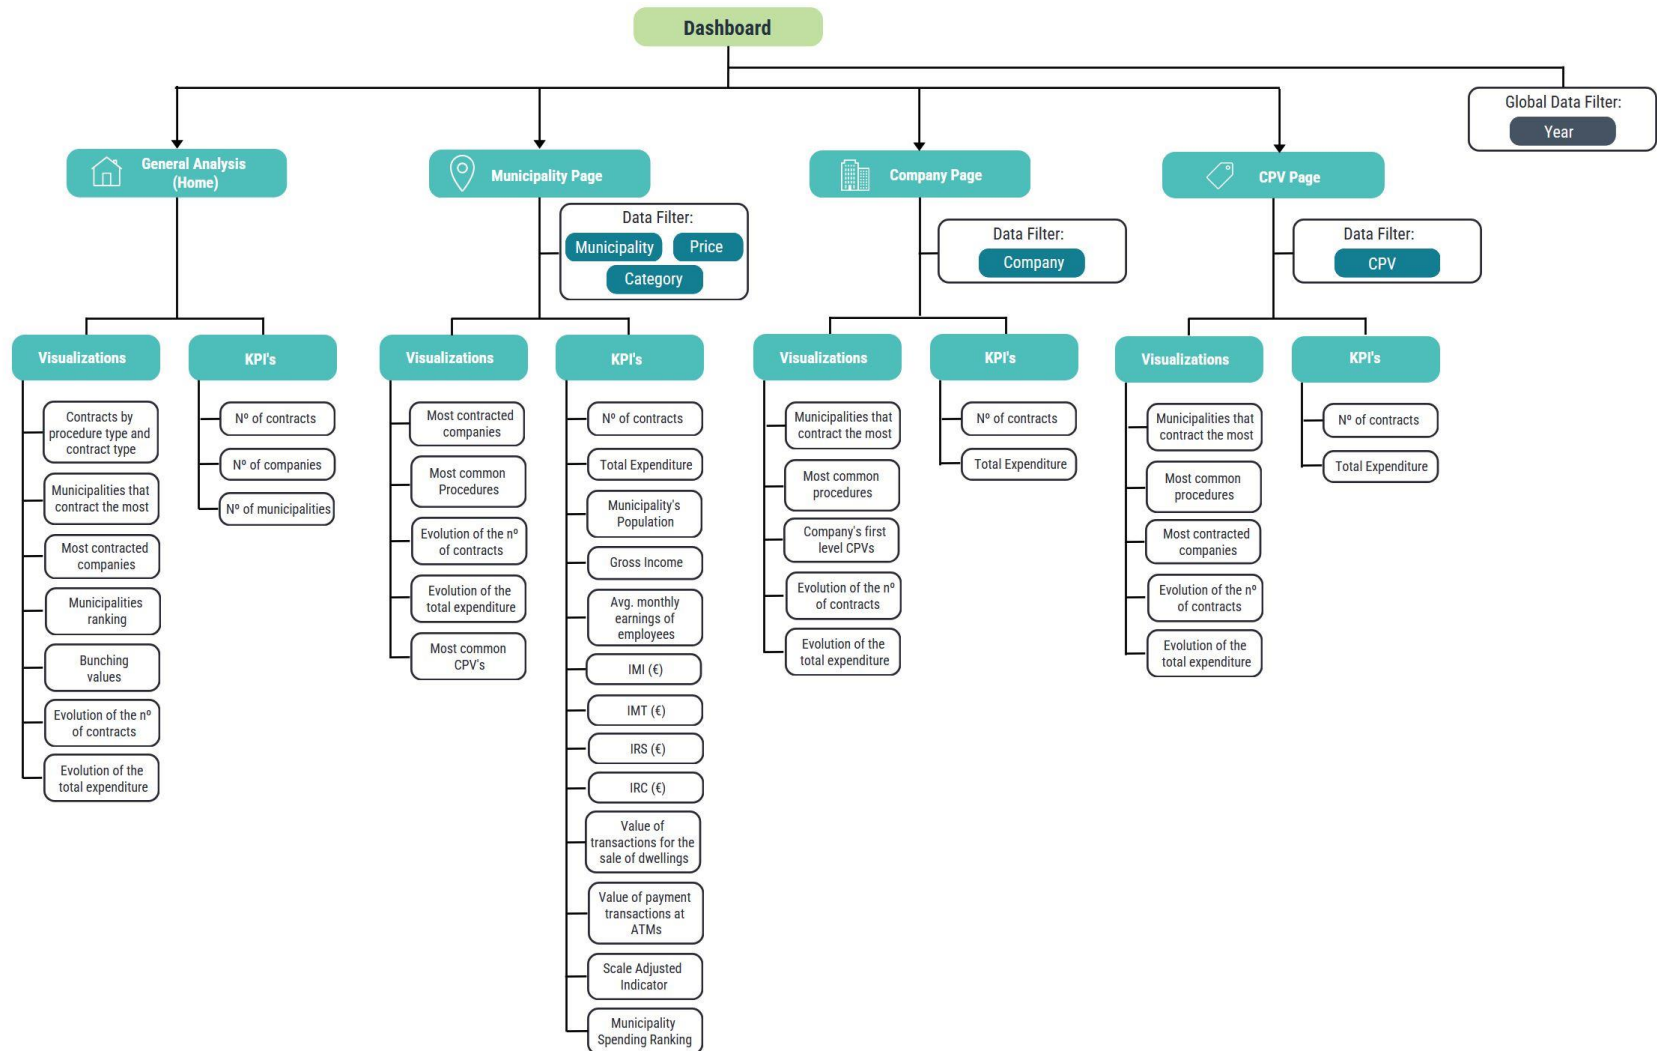 Dashboard
Global Data Filter:
Year
General Analysis
(Home)
Municipality Page
Company Page
CPV Page
Data Filter:
Municipality
Price
Category
Data Filter:
Company
Data Filter:
CPV
Visualizations
Contracts by
procedure type and
contract type
Municipalities that
contract the most
Most contracted
companies
Municipalities
ranking
Bunching
values
Evolution of the nº
of contracts
Evolution of the
total expenditure
KPI's
Nº of contracts
Nº of companies
Nº of municipalities
Visualizations
Most contracted
companies
Most common
Procedures
Evolution of the nº
of contracts
Evolution of the
total expenditure
Most common
CPV's
KPI's
Nº of contracts
Total Expenditure
Municipality's
Population
Gross Income
Avg. monthly
earnings of
employees
IMI (€)
IMT (€)
IRS (€)
IRC (€)
Value of
transactions for the
sale of dwellings
Value of payment
transactions at
ATMs
Scale Adjusted
Indicator
Municipality
Spending Ranking
Visualizations
Municipalities that
contract the most
Most common
procedures
Company's first
level CPVs
Evolution of the nº
of contracts
Evolution of the
total expenditure
KPI's
Nº of contracts
Total Expenditure
Visualizations
Municipalities that
contract the most
Most common
procedures
Most contracted
companies
Evolution of the nº
of contracts
Evolution of the
total expenditure
KPI's
Nº of contracts
Total Expenditure